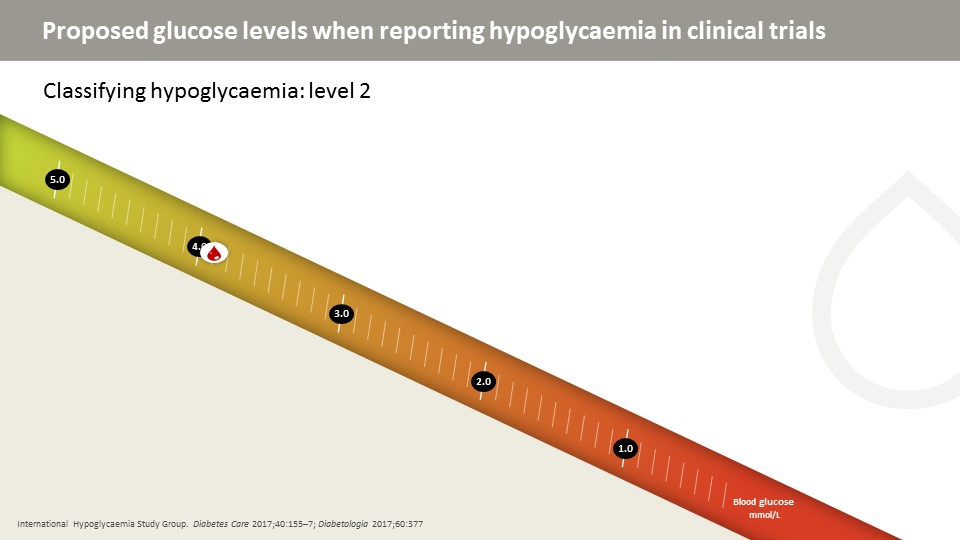 Proposed glucose levels when reporting hypoglycaemia in clinical trials
Classifying hypoglycaemia: level 2
5.0
4.
3.0
2.0
1.0
Blood glucose
mmol/L
International Hypoglycaemia Study Group. Diabetes Care 2017;40:155–7; Diabetologia 2017;60:377